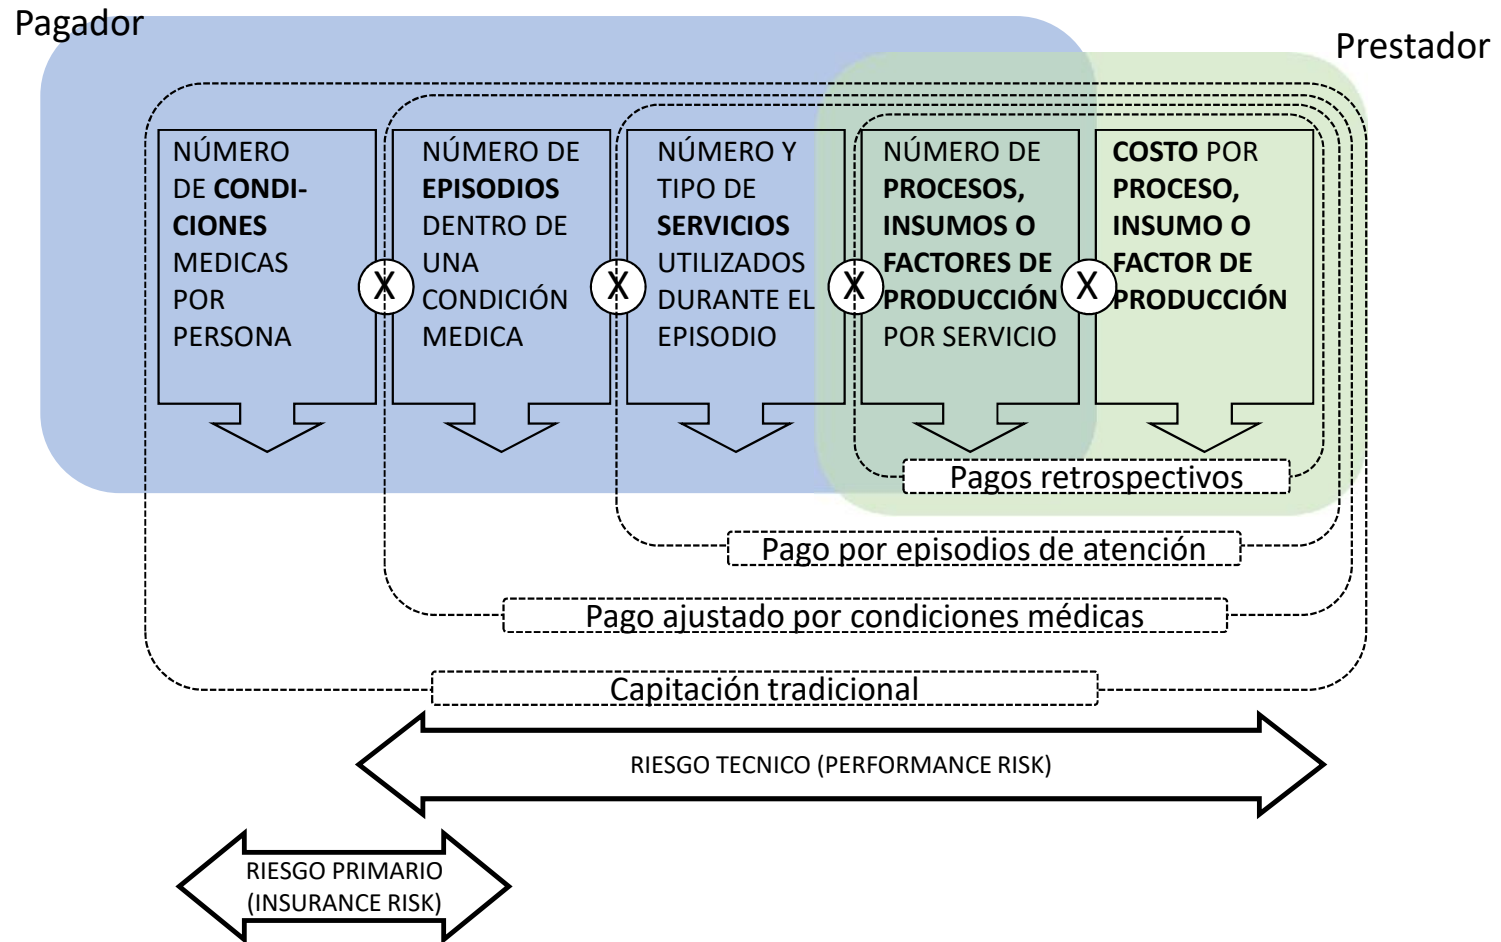 Pagador
Prestador
NÚMERO
DE CONDI-
CIONES
MEDICAS
POR
PERSONA
X
NÚMERO DE
EPISODIOS
DENTRO DE
UNA
CONDICIÓN
MEDICA
X
NÚMERO Y
TIPO DE
SERVICIOS
UTILIZADOS
DURANTE EL
EPISODIO
X
NÚMERO DE
PROCESOS,
INSUMOS O
FACTORES DE
PRODUCCIÓN
POR SERVICIO
X
COSTO POR
PROCESO,
INSUMO O
FACTOR DE
PRODUCCIÓN
Pagos retrospectivos
Pago por episodios de atención
Pago ajustado por condiciones médicas
Capitación tradicional
RIESGO TECNICO (PERFORMANCE RISK)
RIESGO PRIMARIO
(INSURANCE RISK)